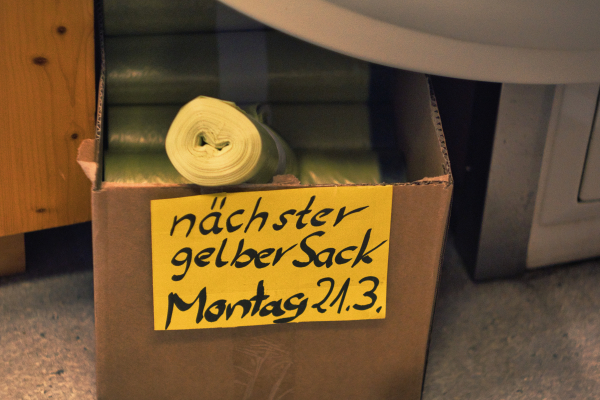 nächster
gelber Sack
Montag 21.3.